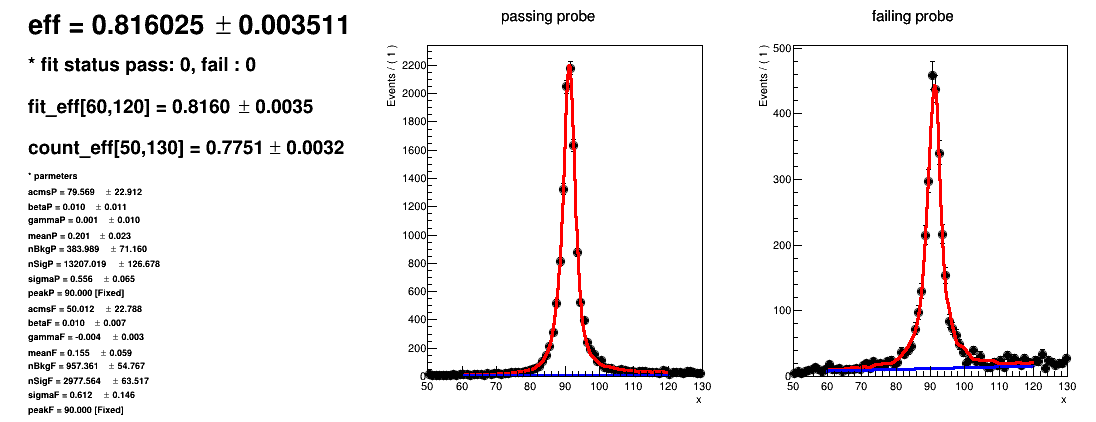 eff = 0.816025 ± 0.003511
* fit status pass: 0, fail : 0
fit_eff[60,120] = 0.8160 ± 0.0035
count_eff[50,130] = 0.7751 ± 0.0032
* parmeters
acmsP = 79.569 ± 22.912
betaP = 0.010 ± 0.011
gammaP = 0.001 ± 0.010
meanP = 0.201 ± 0.023
nBkgP = 383.989 ± 71.160
nSigP = 13207.019 ± 126.678
sigmaP = 0.556 ± 0.065
peakP = 90.000 [Fixed]
acmsF = 50.012 ± 22.788
betaF = 0.010 ± 0.007
gammaF = -0.004 ± 0.003
meanF = 0.155 ± 0.059
nBkgF = 957.361 ± 54.767
nSigF = 2977.564 ± 63.517
sigmaF = 0.612 ± 0.146
peakF = 90.000 [Fixed]
passing probe
Events / ( 1 )
2200
2000
1800
1600
1400
1200
1000
800
600
400
200
0
50 60 70 80 90 100 110 120 130
x
failing probe
Events / ( 1 )
500
400
300
200
100
0
50 60 70 80 90 100 110 120 130
x